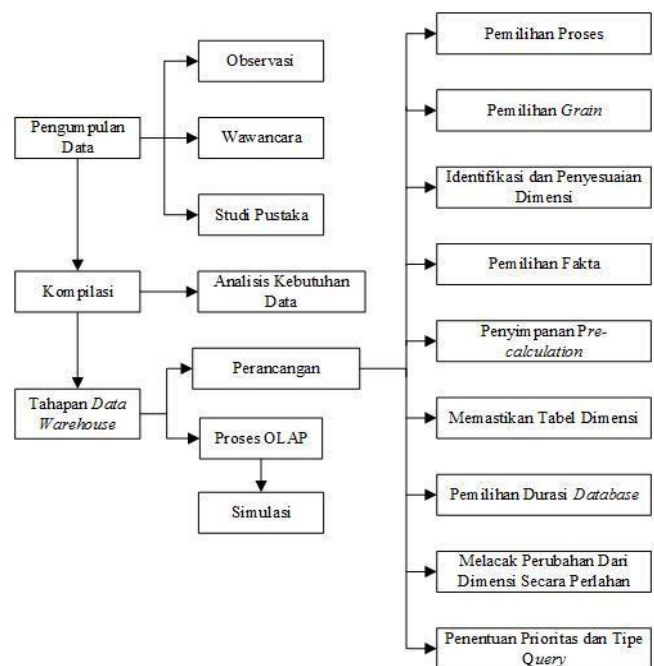 Pengumpulan
Data
Observasi
Wawancara
Studi Pustaka
Kompilasi
Analisis Kebutuhan
Data
Tahapan Data
Warehouse
Perancangan
Proses OLAP
Simulasi
Pemilihan Proses
Pemilihan Grain
Identifikasi dan Penyesuaian
Dimensi
Pemilihan Fakta
Penyimpanan Pre-
calculation
Memastikan Tabel Dimensi
Pemilihan Durasi Database
Melacak Perubahan Dari
Dimensi Secara Perlahan
Penentuan Prioritas dan Tipe
Query